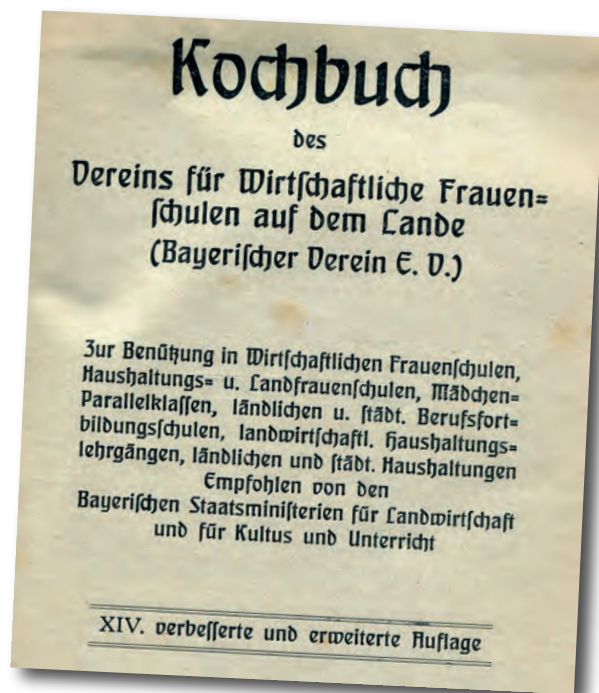 Kochbuch
des
Vereins für Wirtſchaftliche Frauen=
ſchulen auf dem Lande
(Bayeriſcher Verein E. V.)
Zur Benützung in Wirtſchaftlichen Frauenſchulen,
Haushaltungs= u. Landfrauenſchulen, Mädchen=
Parallelklaſſen, ländlichen u. ſtädt. Berufsfort=
bildungsſchulen, landwirtſchaftl. Haushaltungs=
lehrgängen, ländlichen und ſtädt. Haushaltungen
Empfohlen von den
Bayeriſchen Staatsminiſterien für Landwirtſchaft
und für Kultus und Unterricht
XIV. verbeſſerte und erweiterte Auflage